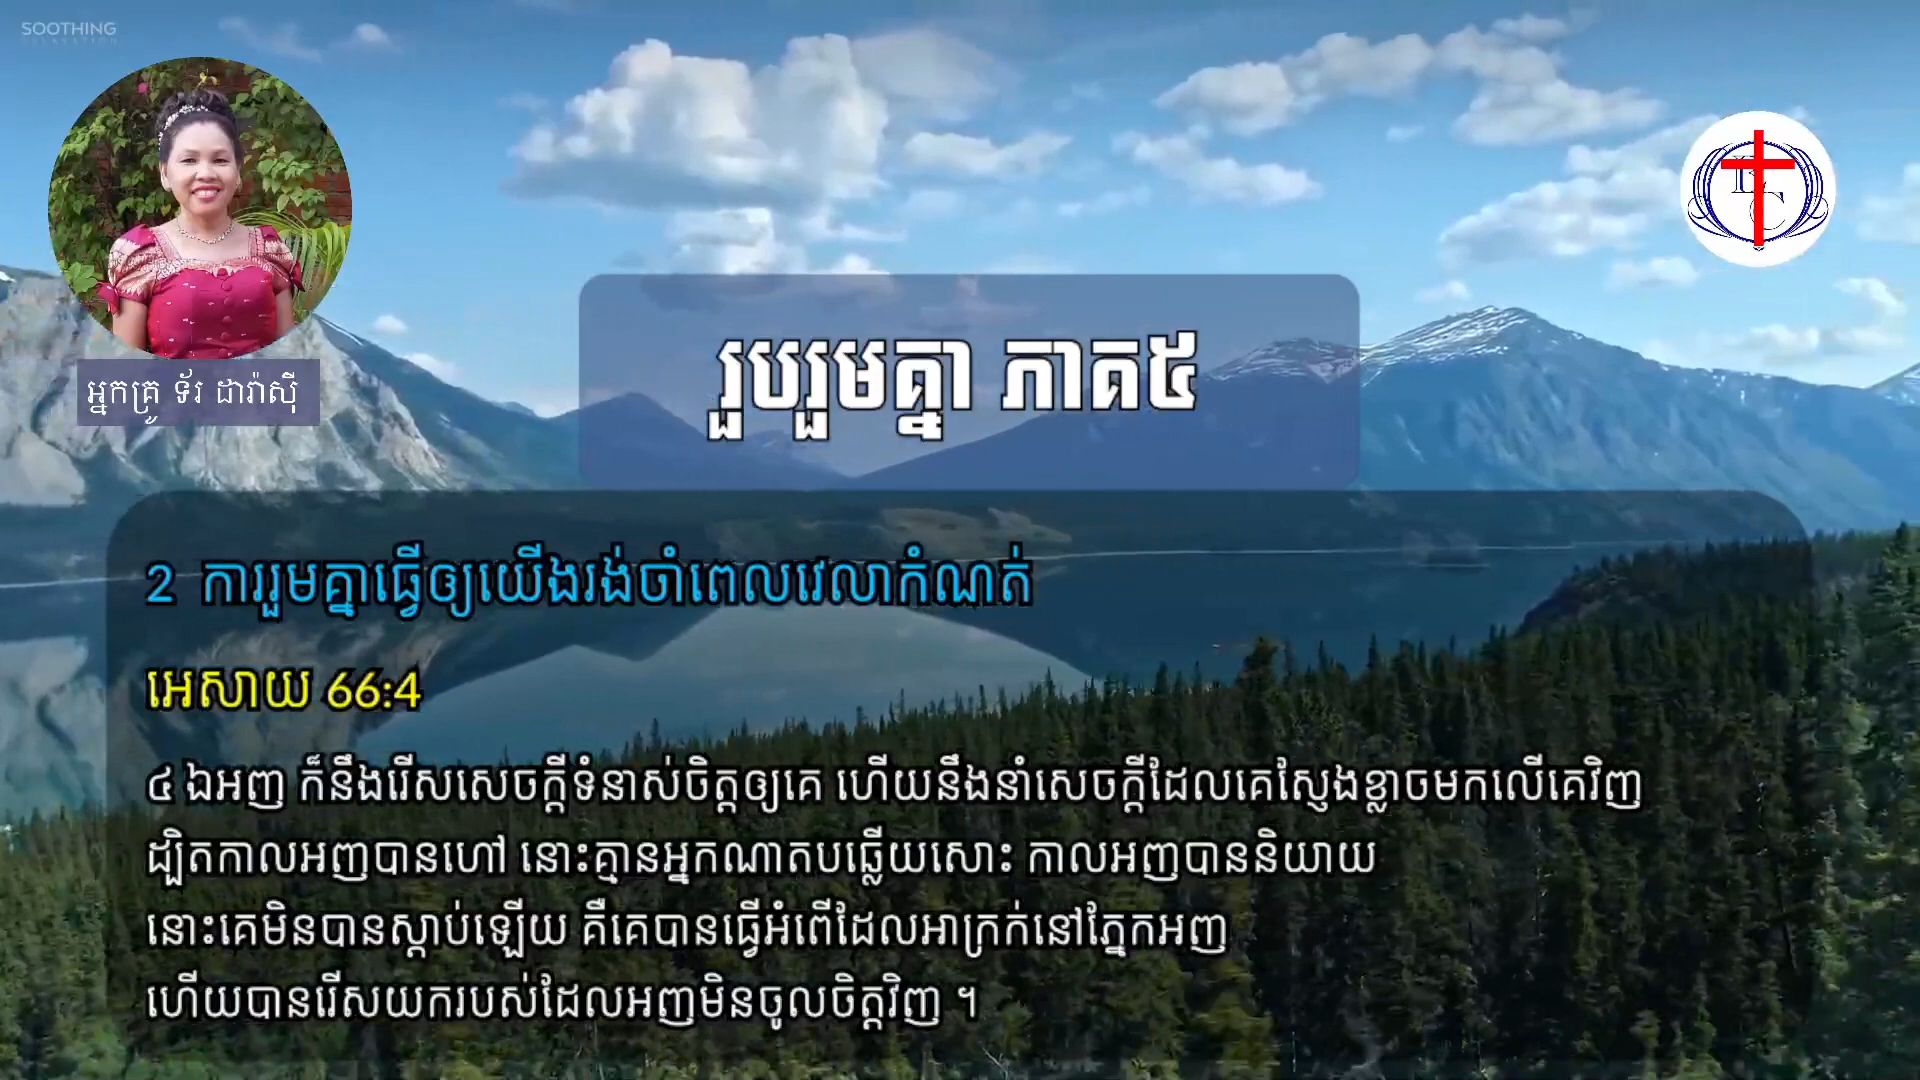 SOOTHING
RELAXATION
អ្នកគ្រូ ទ័រ ដារ៉ាស៊ី
រួបរួមគ្នា ភាគ៥
2 ការរួមគ្នាធ្វើឲ្យយើងរង់ចាំពេលវេលាកំណត់
អេសាយ 66:4
៤ ឯអញ ក៏នឹងរើសសេចក្តីទំនាស់ចិត្តឲ្យគេ ហើយនឹងនាំសេចក្តីដែលគេស្ញែងខ្លាចមកលើគេវិញ
ដ្បិតកាលអញបានហៅ នោះគ្មានអ្នកណាតបឆ្លើយសោះ កាលអញបាននិយាយ
នោះគេមិនបានស្តាប់ឡើយ គឺគេបានធ្វើអំពើដែលអាក្រក់នៅភ្នែកអញ
ហើយបានរើសយករបស់ដែលអញមិនចូលចិត្តវិញ ។